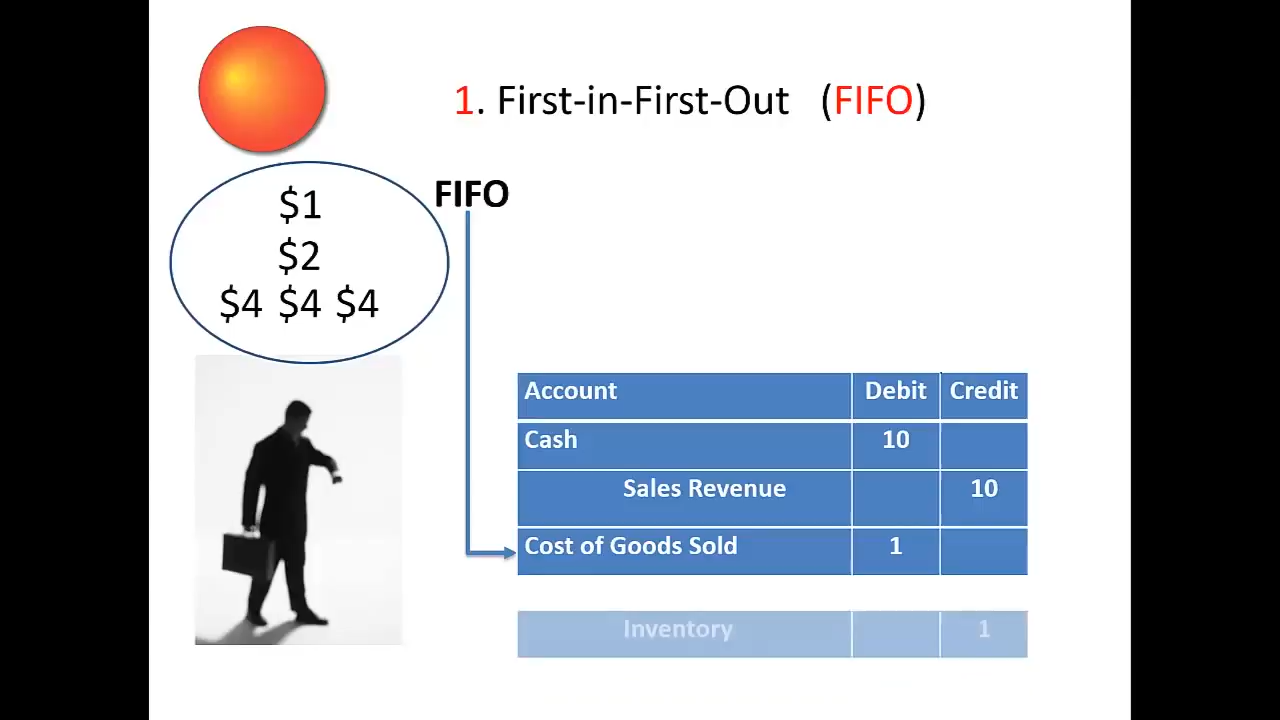 1. First-in-First-Out (FIFO)
$1
$2
$4 $4 $4
FIFO
Account Debit Credit
Cash 10
Sales Revenue 10
Cost of Goods Sold 1
Inventory 1